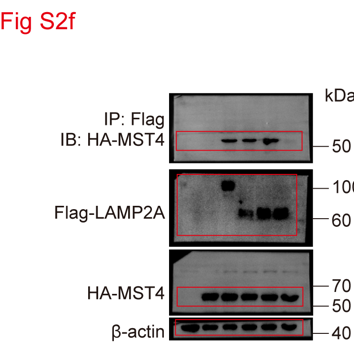 Fig S2f
kDa
IP: Flag
IB: HA-MST4
50
100
Flag-LAMP2A
60
HA-MST4
70
50
β-actin
40